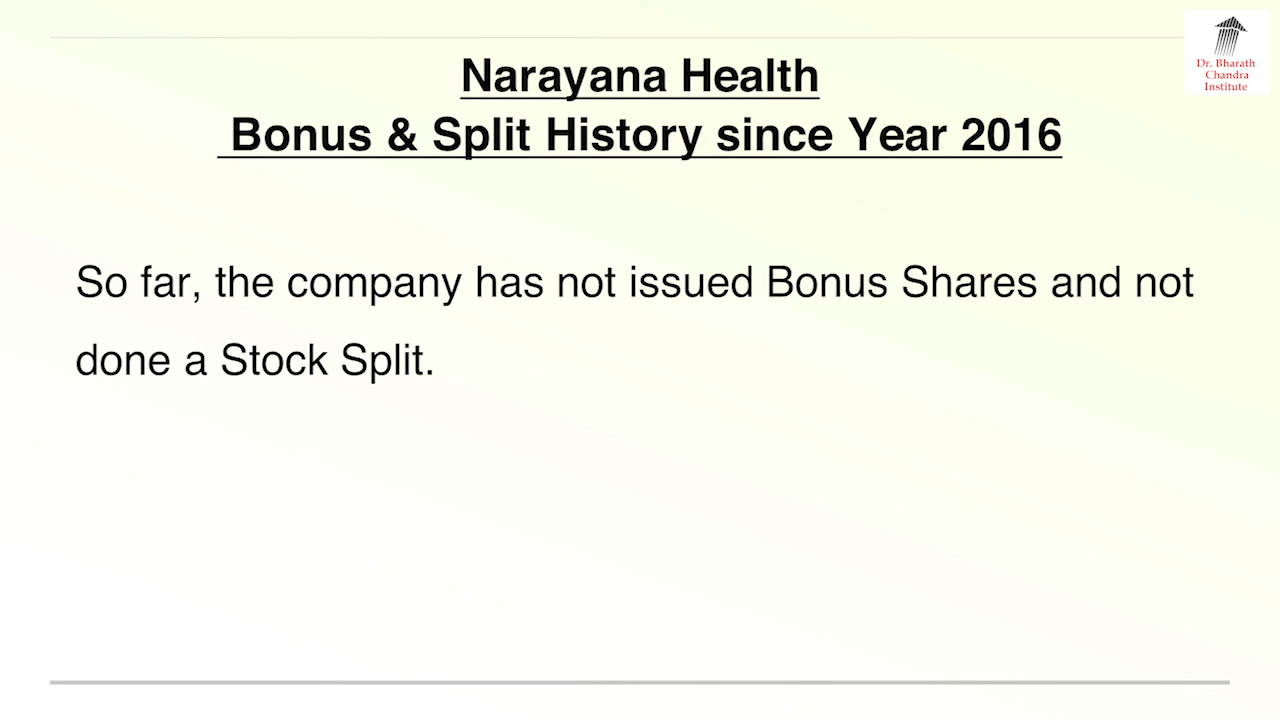 Dr. Bharath
Chandra
Institute
Narayana Health
Bonus & Split History since Year 2016
So far, the company has not issued Bonus Shares and not
done a Stock Split.